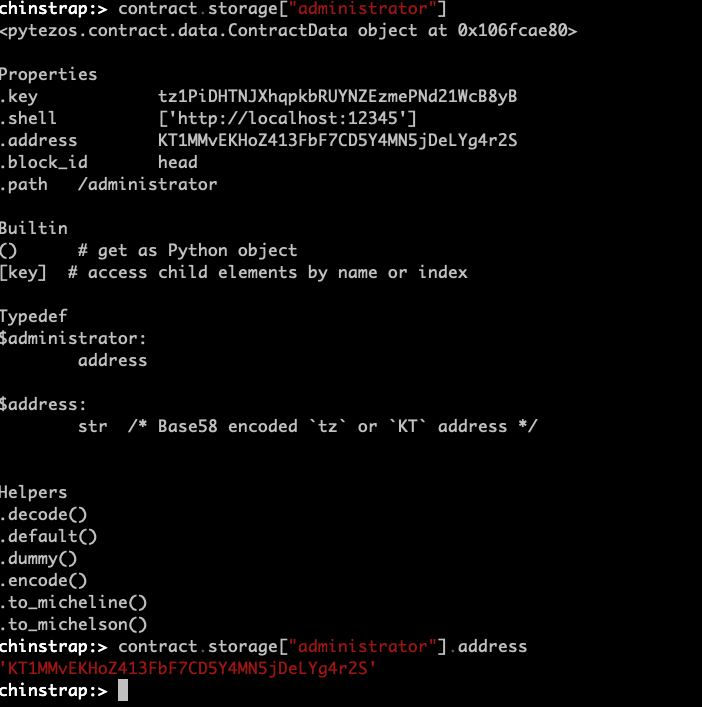 chinstrap:> contract.storage["administrator"]
<pytezos.contract.data.ContractData object at 0x106fcae80>
Properties
.key tz1PiDHTNJXhqpkbRUYNZEzmePNd21WcB8yB
.shell ['http://localhost:12345']
.address KT1MMvEKHoZ413FbF7CD5Y4MN5jDeLYg4r2S
.block_id head
.path /administrator
Builtin
() # get as Python object
[key] # access child elements by name or index
Typedef
$administrator:
address
$address:
str /* Base58 encoded `tz` or `KT` address */
Helpers
.decode()
.default()
.dummy()
.encode()
.to_micheline()
.to_michelson()
chinstrap:> contract.storage["administrator"].address
'KT1MMvEKHoZ413FbF7CD5Y4MN5jDeLYg4r2S'
chinstrap:>